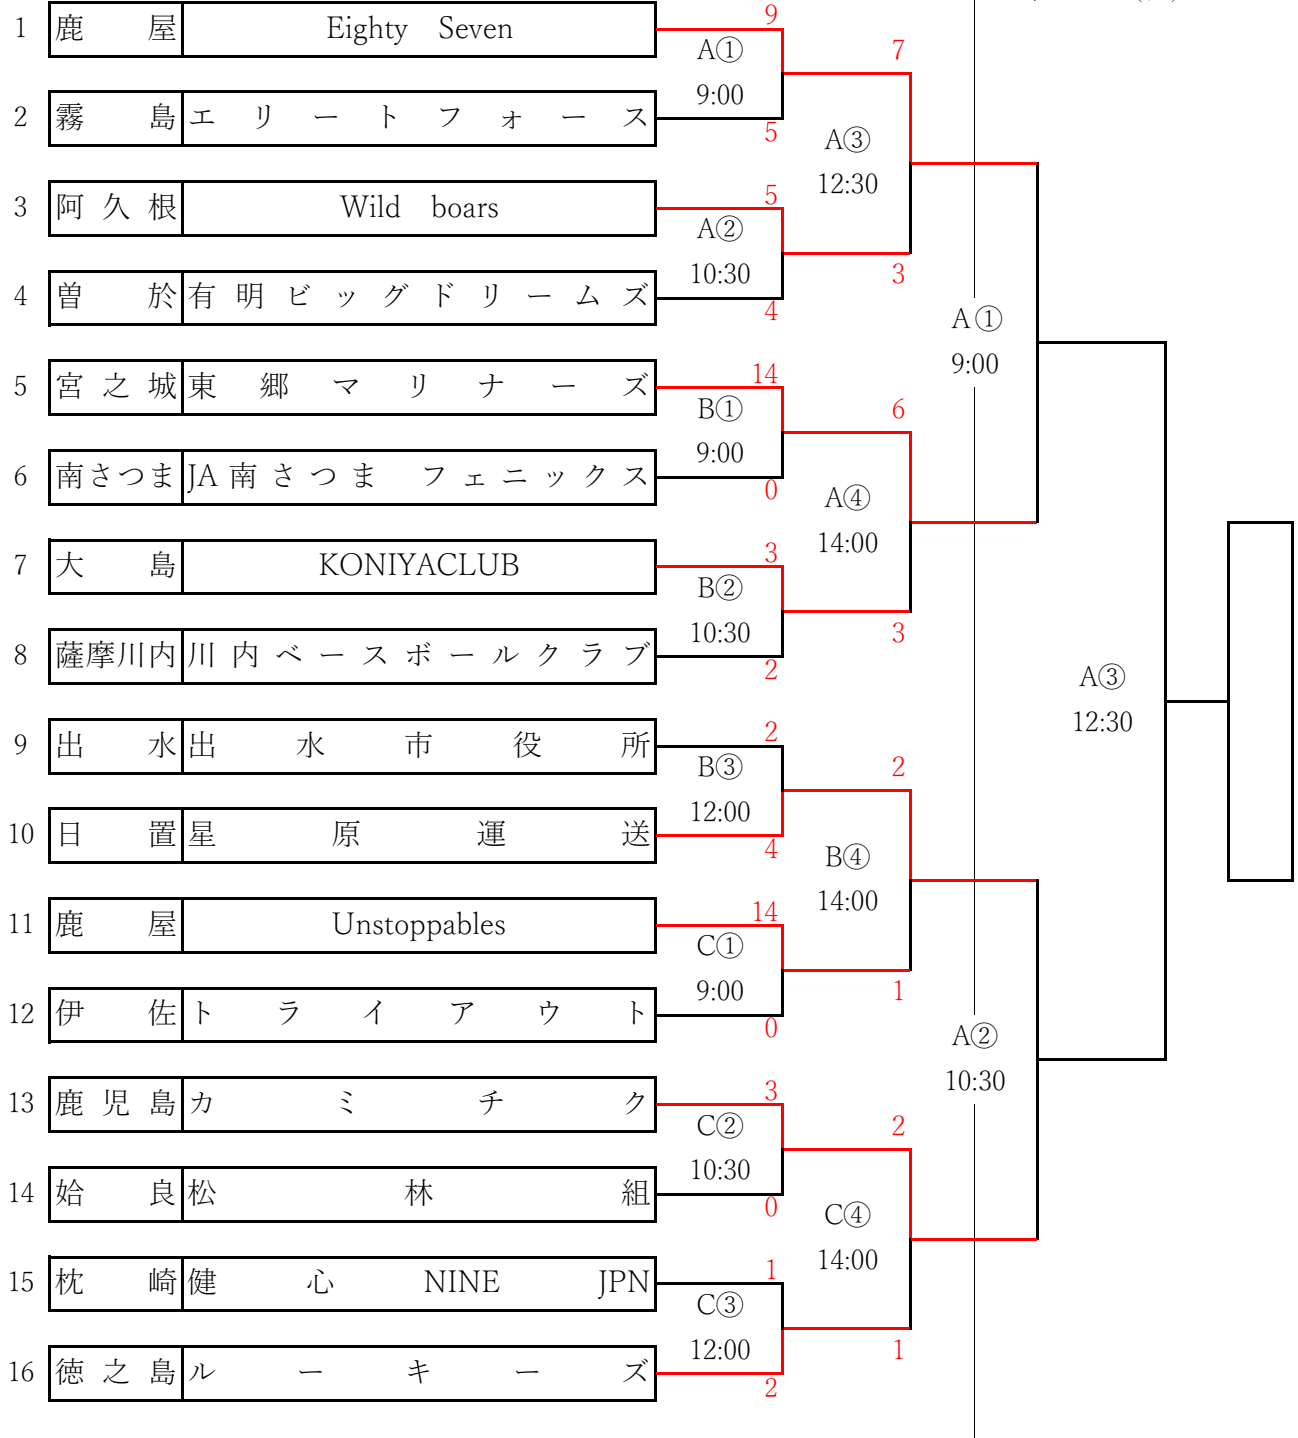 1 鹿屋 Eighty Seven
9
A①
9:00
2 霧島 エリートフォース
5
7
A③
12:30
3 阿久根 Wild boars
5
A②
10:30
4 曽於 有明ビッグドリームズ
4
3
A①
9:00
5 宮之城 東郷マリナーズ
14
B①
9:00
6 南さつま JA南さつま フェニックス
0
6
A④
14:00
7 大島 KONIYACLUB
3
B②
10:30
8 薩摩川内 川内ベースボールクラブ
2
3
A③
12:30
9 出水 出水市役所
2
B③
12:00
10 日置 星原運送
4
2
B④
14:00
11 鹿屋 Unstoppables
14
C①
9:00
12 伊佐 トライアウト
0
1
A②
10:30
13 鹿児島 カミチク
3
C②
10:30
14 姶良 松林組
0
2
C④
14:00
15 枕崎 健心 NINE JPN
1
C③
12:00
16 徳之島 ルーキーズ
2
1